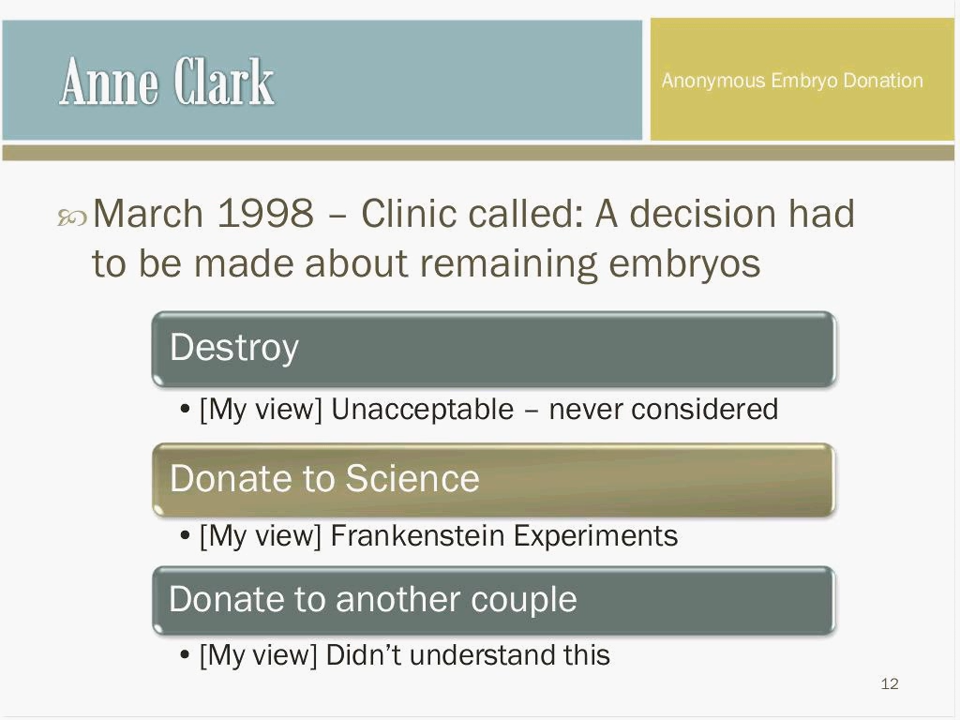 Anne Clark
Anonymous Embryo Donation
March 1998 – Clinic called: A decision had
to be made about remaining embryos
Destroy
• [My view] Unacceptable – never considered
Donate to Science
• [My view] Frankenstein Experiments
Donate to another couple
• [My view] Didn’t understand this
12